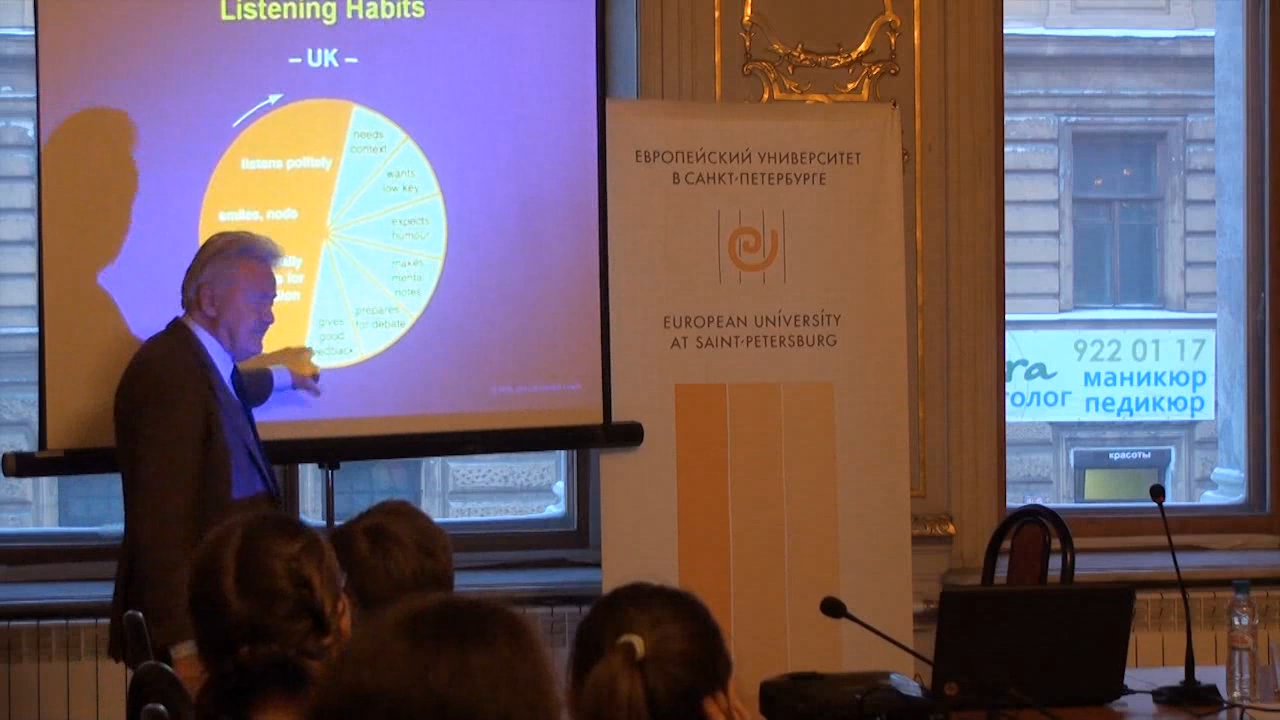 Listening Habits
– UK –
listens politely
smiles, nods
needs
context
wants
low key
expects
humour
makes
mental
notes
prepares
for debate
gives
good
ЕВРОПЕЙСКИЙ УНИВЕРСИТЕТ
В САНКТ-ПЕТЕРБУРГЕ
EUROPEAN UNIVERSITY
AT SAINT-PETERSBURG
922 01 17
маникюр
педикюр
красоты